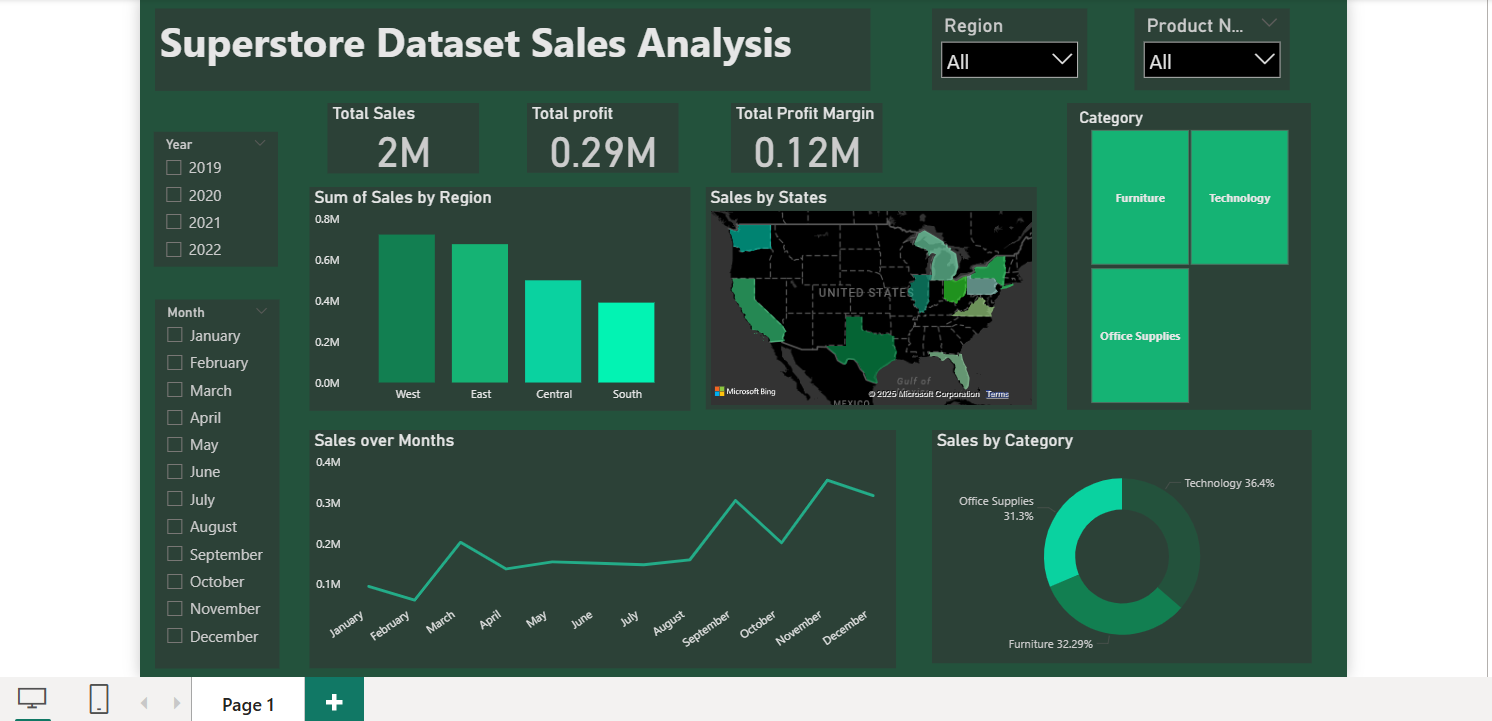 Superstore Dataset Sales Analysis
Region
All
Product N...
All
Total Sales
2M
Total profit
0.29M
Total Profit Margin
0.12M
Year
2019
2020
2021
2022
Month
January
February
March
April
May
June
July
August
September
October
November
December
Sum of Sales by Region
0.8M
0.6M
0.4M
0.2M
0.0M
West
East
Central
South
Sales by States
UNITED STATES
Gulf of
MEXICO
Microsoft Bing
© 2025 Microsoft Corporation
Terms
Category
Furniture
Technology
Office Supplies
Sales over Months
0.4M
0.3M
0.2M
0.1M
January
February
March
April
May
June
July
August
September
October
November
December
Sales by Category
Technology 36.4%
Office Supplies
31.3%
Furniture 32.29%
Page 1